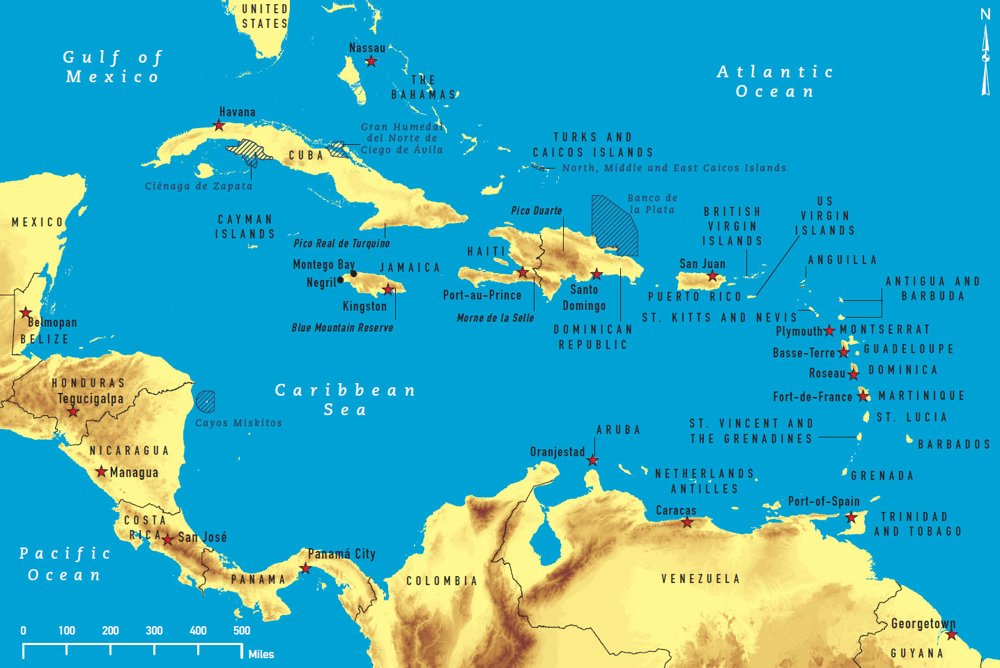 UNITED
STATES
N
Gulf of
Mexico
Nassau
THE
BAHAMAS
Atlantic
Ocean
Havana
Gran Humedal
del Norte de
Ciego de Ávila
CUBA
TURKS AND
CAICOS ISLANDS
North, Middle and East Caicos Islands
Ciénaga de Zapata
MEXICO
CAYMAN
ISLANDS
Pico Real de Turquino
Pico Duarte
Banco de
la Plata
BRITISH
VIRGIN
ISLANDS
US
VIRGIN
ISLANDS
HAITI
Montego Bay
JAMAICA
Negril
Kingston
Blue Mountain Reserve
Port-au-Prince
Morne de la Selle
Santo
Domingo
DOMINICAN
REPUBLIC
San Juan
PUERTO RICO
ANGUILLA
ANTIGUA AND
BARBUDA
ST. KITTS AND NEVIS
Plymouth
MONTSERRAT
Basse-Terre
GUADELOUPE
Roseau
DOMINICA
Fort-de-France
MARTINIQUE
ST. LUCIA
ST. VINCENT AND
THE GRENADINES
BARBADOS
GRENADA
Belmopan
BELIZE
HONDURAS
Tegucigalpa
Caribbean
Sea
Cayos Miskitos
NICARAGUA
Managua
ARUBA
Oranjestad
NETHERLANDS
ANTILLES
Caracas
Port-of-Spain
TRINIDAD
AND TOBAGO
COSTA
RICA
San José
Pacific
Ocean
Panamá City
PANAMA
COLOMBIA
VENEZUELA
Georgetown
GUYANA
0 100 200 300 400 500
Miles